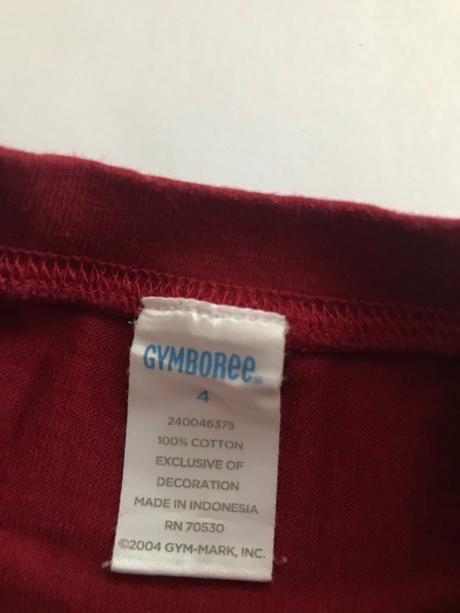 GYMBOREE
4
240046375
100% COTTON
EXCLUSIVE OF
DECORATION
MADE IN INDONESIA
RN 70530
©2004 GYM-MARK, INC.